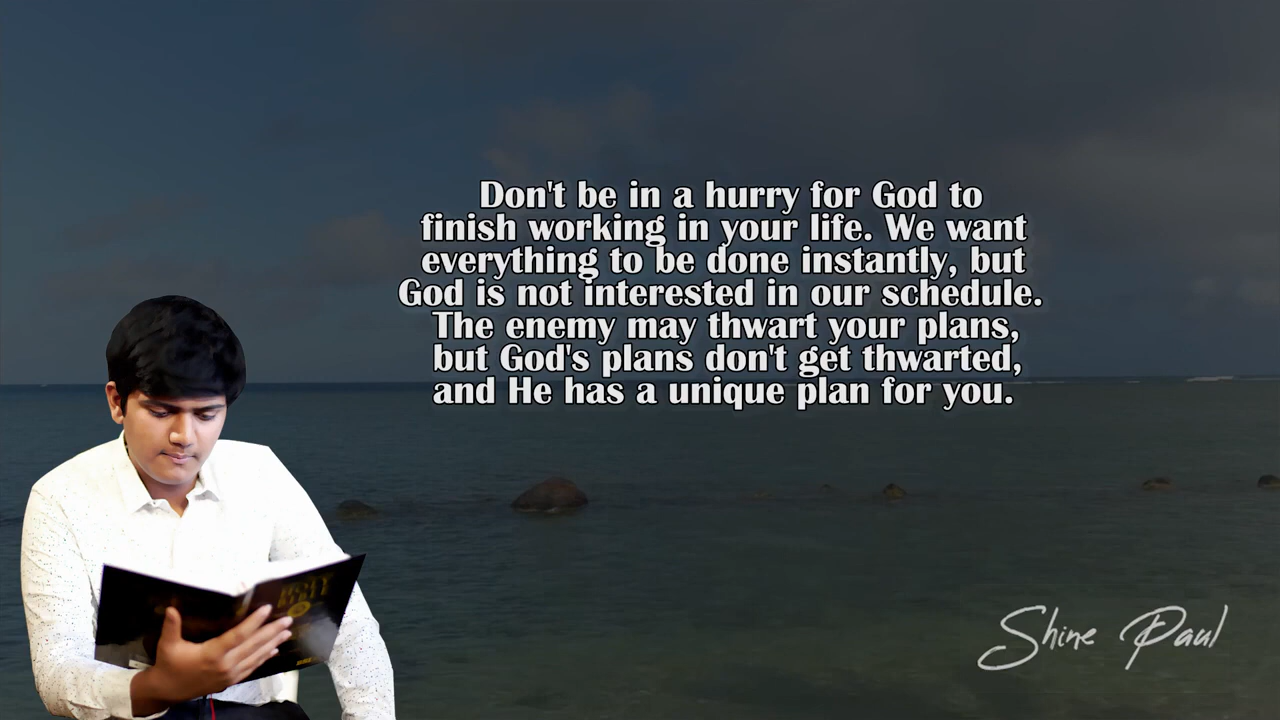 Don't be in a hurry for God to
finish working in your life. We want
everything to be done instantly, but
God is not interested in our schedule.
The enemy may thwart your plans,
but God's plans don't get thwarted,
and He has a unique plan for you.
HOLY
BIBLE
Shine Paul